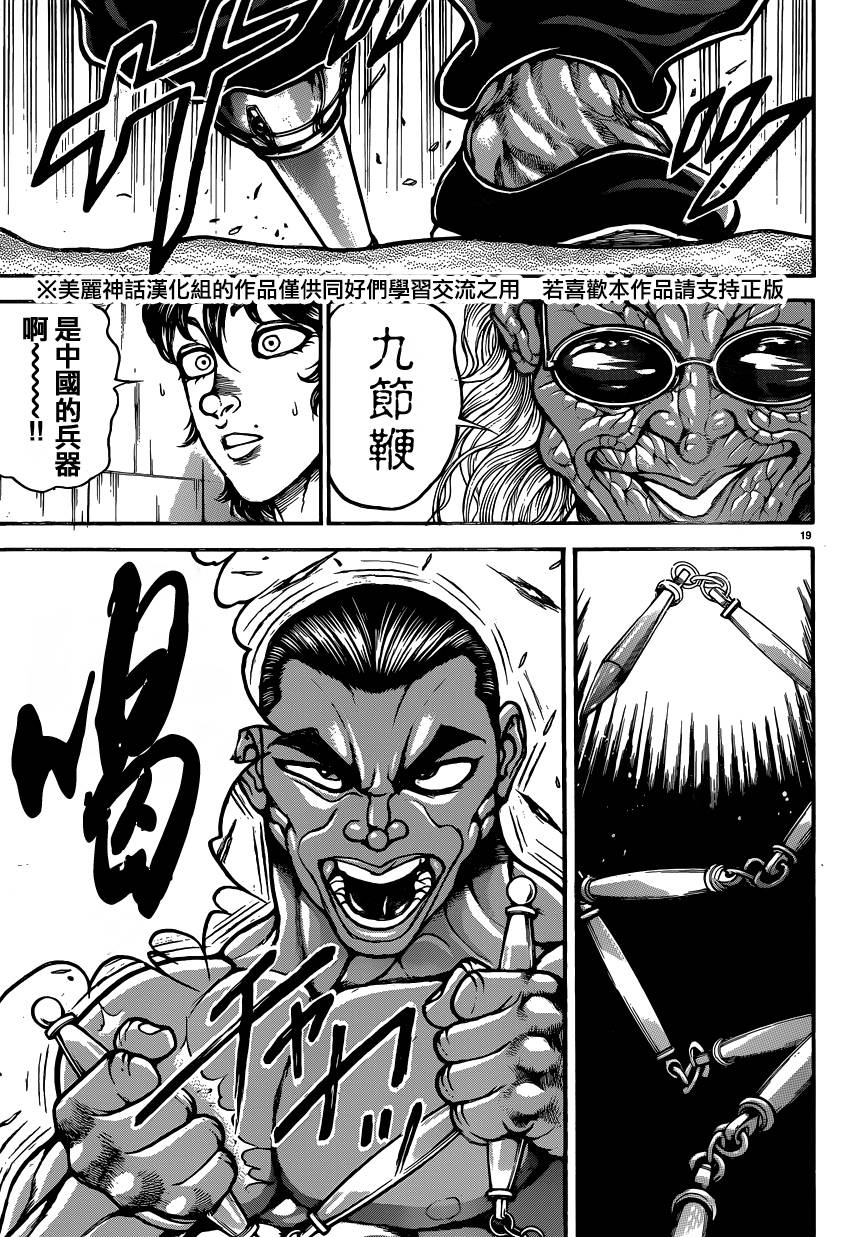 ザッ
※美麗神話漢化組的作品僅供同好們學習交流之用　若喜歡本作品請支持正版
九節鞭
是中國的兵器
啊～～～!!
19
喝
チャッ